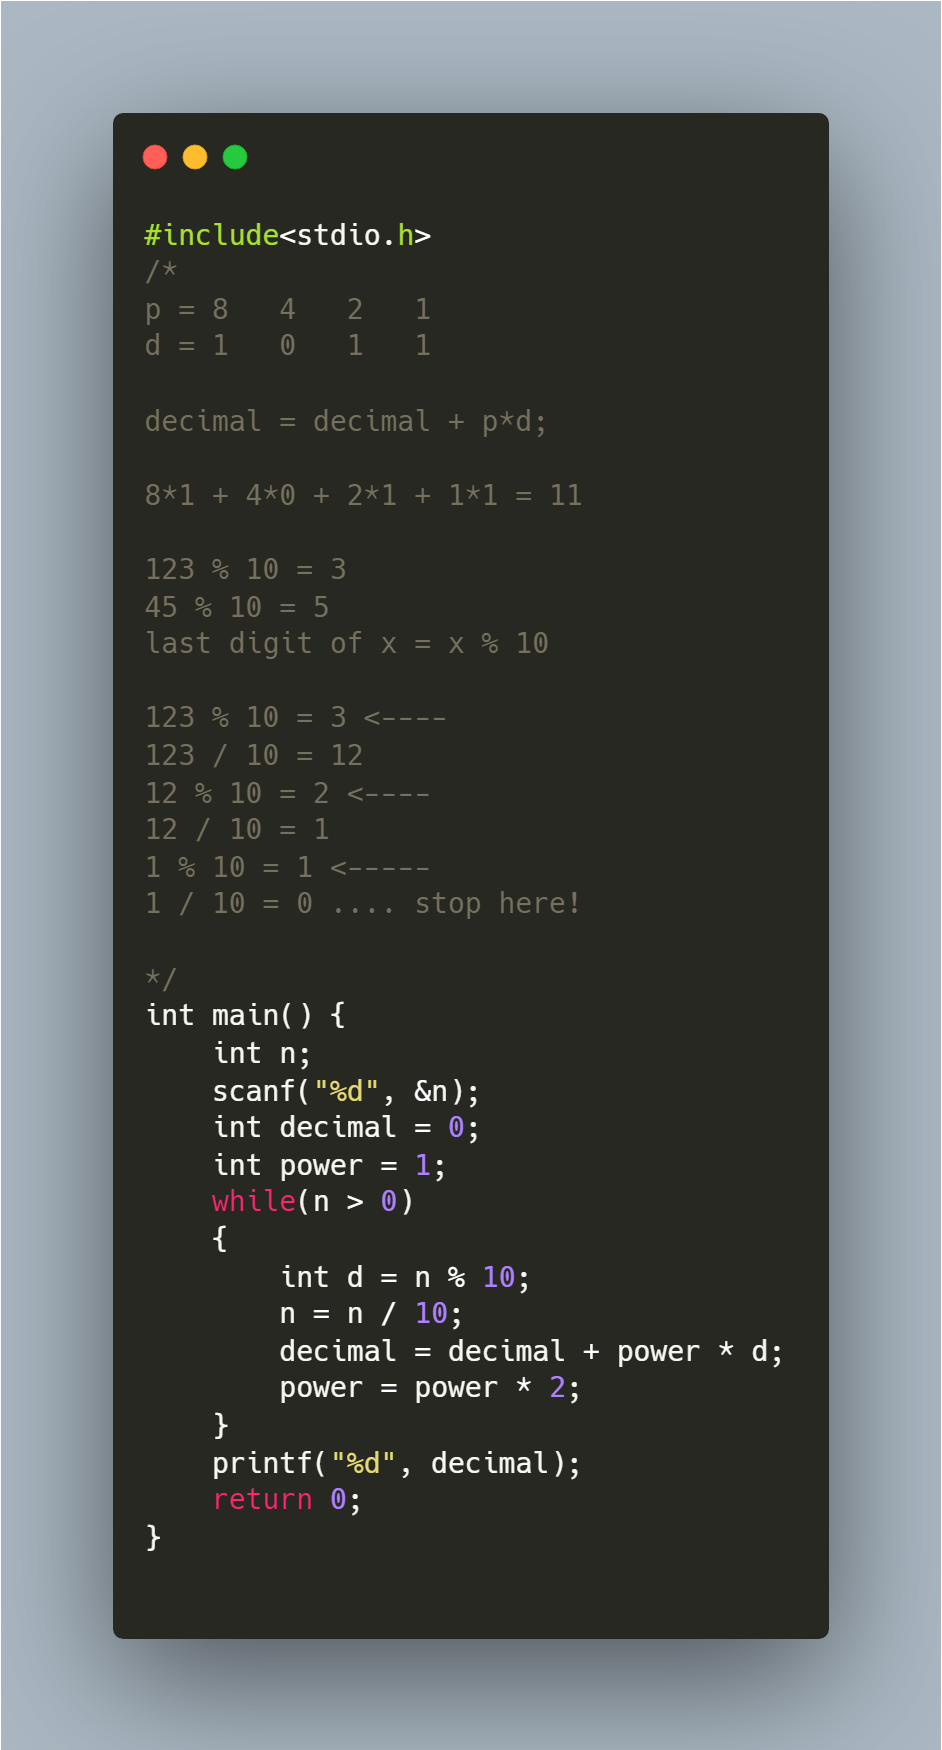 #include<stdio.h>
/*
p = 8   4   2   1
d = 1   0   1   1

decimal = decimal + p*d;

8*1 + 4*0 + 2*1 + 1*1 = 11

123 % 10 = 3
45 % 10 = 5
last digit of x = x % 10

123 % 10 = 3 <----
123 / 10 = 12
12 % 10 = 2 <----
12 / 10 = 1
1 % 10 = 1 <-----
1 / 10 = 0 .... stop here!

*/
int main() {
    int n;
    scanf("%d", &n);
    int decimal = 0;
    int power = 1;
    while(n > 0)
    {
        int d = n % 10;
        n = n / 10;
        decimal = decimal + power * d;
        power = power * 2;
    }
    printf("%d", decimal);
    return 0;
}